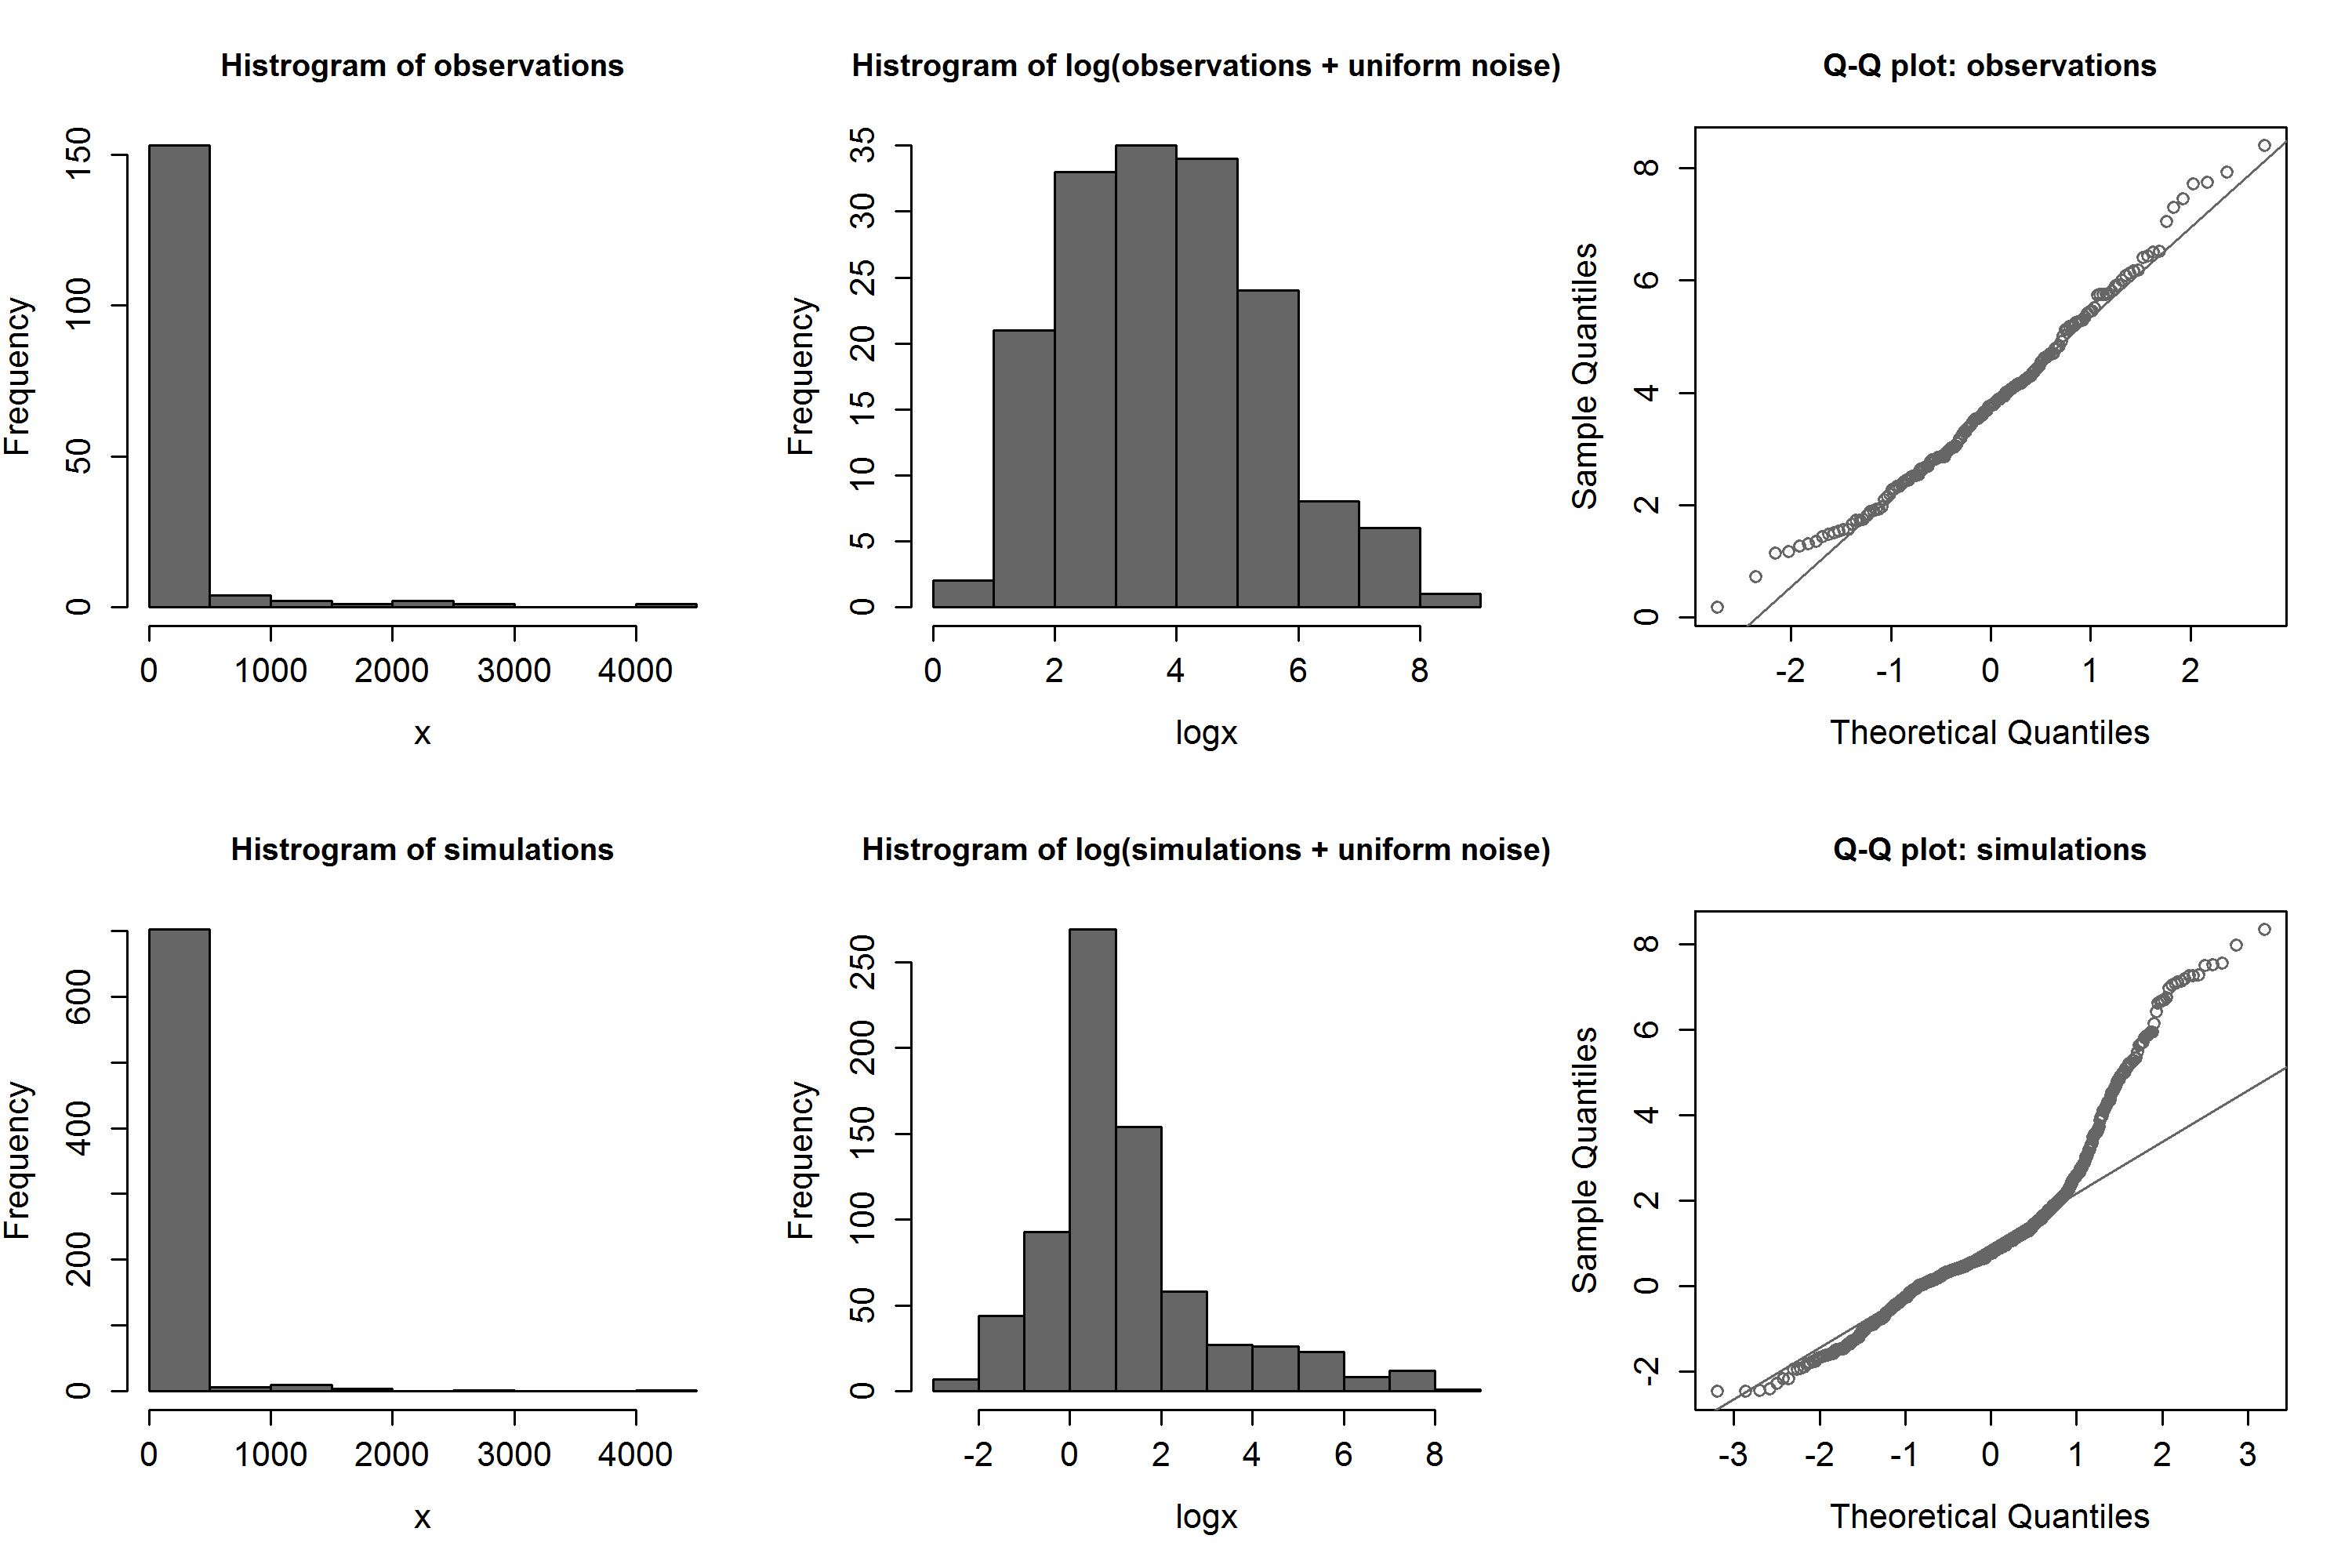 Histrogram of observations
Frequency
0 50 100 150
0 1000 2000 3000 4000
x
Histrogram of log(observations + uniform noise)
Frequency
0 5 10 15 20 25 30 35
0 2 4 6 8
logx
Q-Q plot: observations
Sample Quantiles
0 2 4 6 8
-2 -1 0 1 2
Theoretical Quantiles
Histrogram of simulations
Frequency
0 200 400 600
0 1000 2000 3000 4000
x
Histrogram of log(simulations + uniform noise)
Frequency
0 50 100 150 200 250
-2 0 2 4 6 8
logx
Q-Q plot: simulations
Sample Quantiles
-2 0 2 4 6 8
-3 -2 -1 0 1 2 3
Theoretical Quantiles